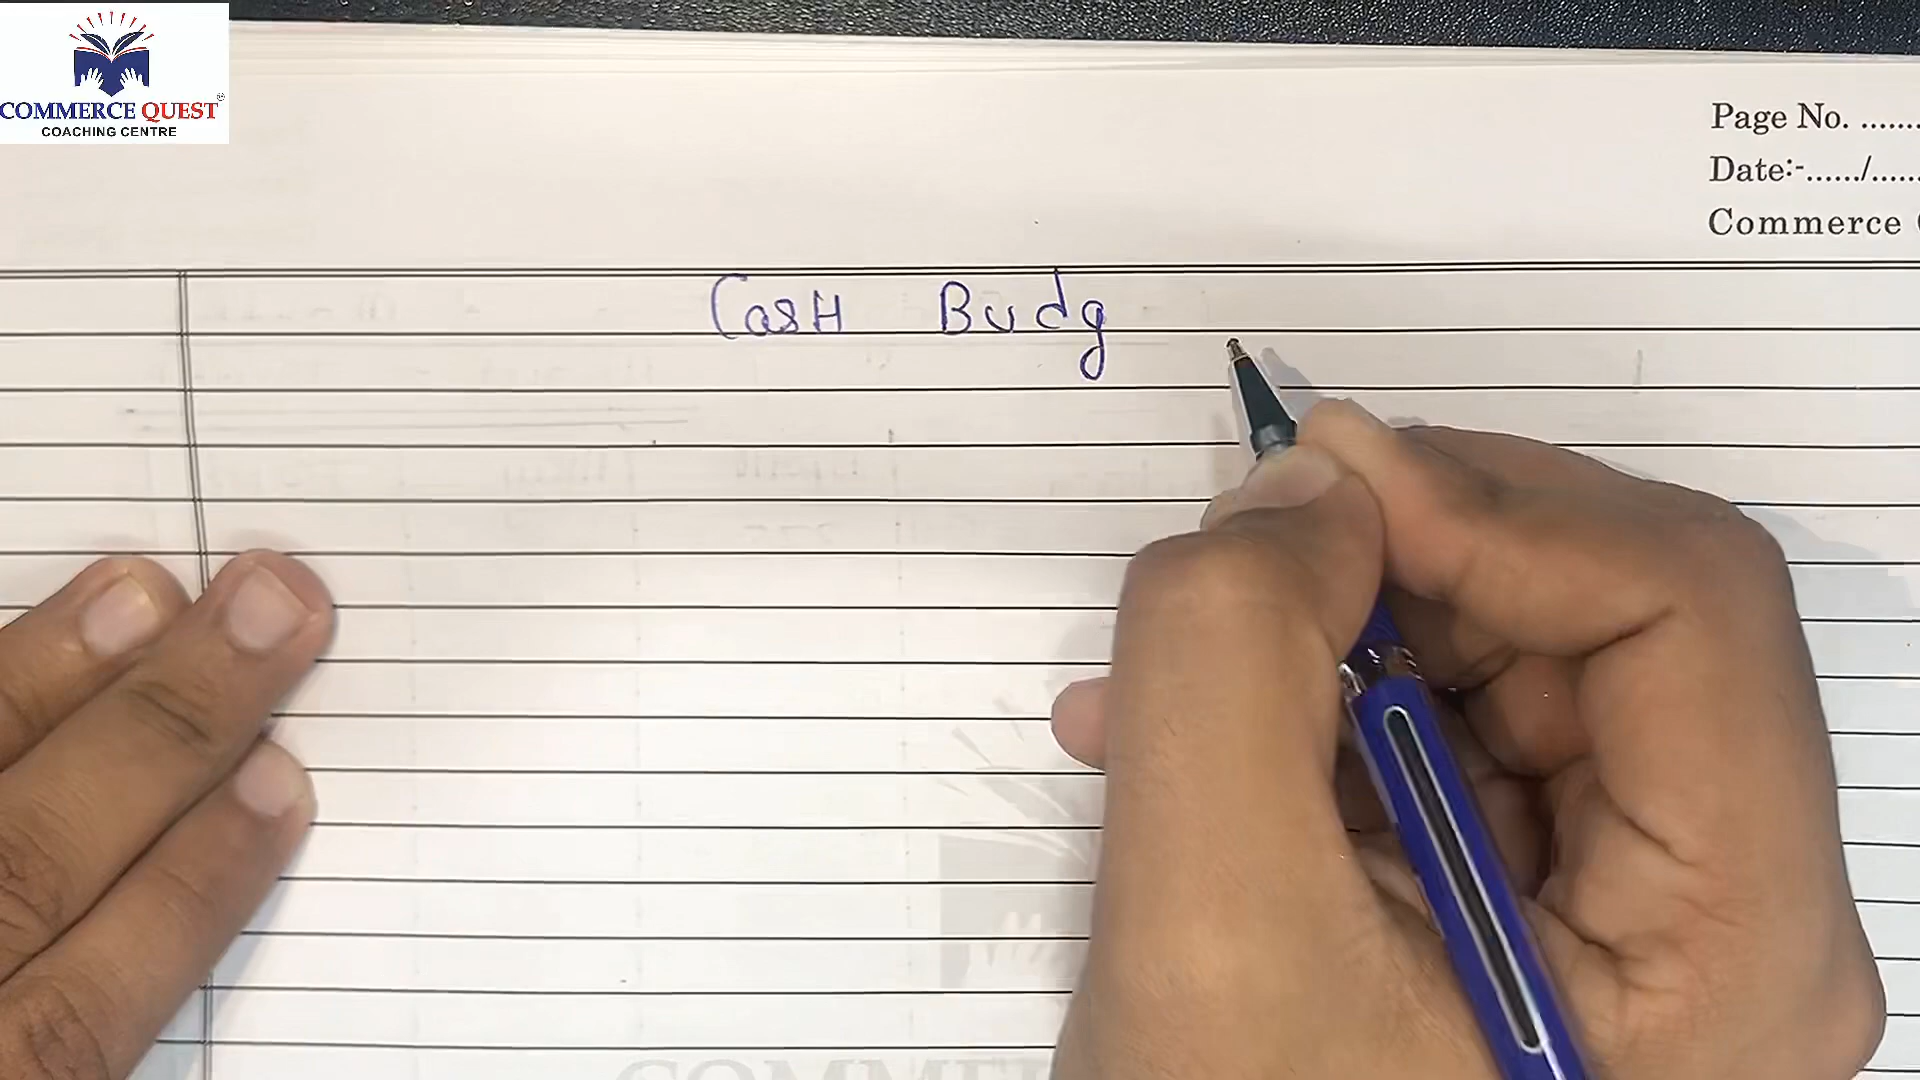 COMMERCE QUEST
COACHING CENTRE
Page No. .......
Date:-....../......
Commerce
Cash Budg